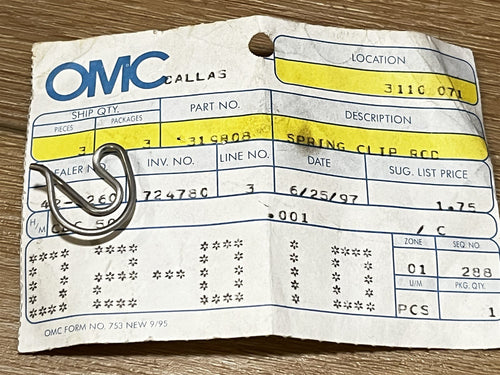 OMC
CALLAS
LOCATION
3110 071
SHIP QTY.
PIECES PACKAGES
PART NO.
DESCRIPTION
3 3 319808 SPRING CLIP ROD
INV. NO. LINE NO. DATE SUG. LIST PRICE
724780 3 6/25/97 1.75
H/M
.001 / C
ZONE SEQ. NO.
01 288
U/M PKG. QTY.
PCS 1
OMC FORM NO. 753 NEW 9/95